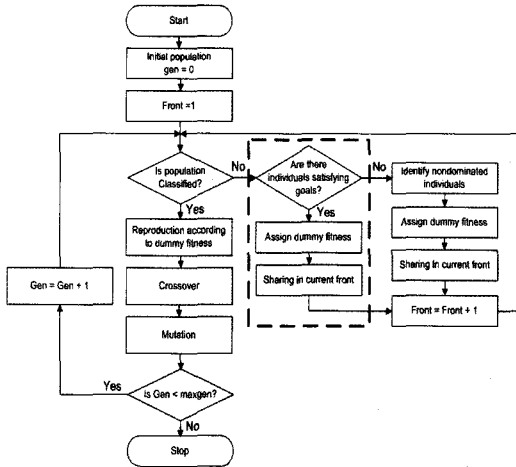 Start
Initial population
gen = 0
Front =1
Is population
Classified?
No
Are there
individuals satisfying
goals?
No
Identify nondominated
individuals
Yes
Yes
Reproduction according
to dummy fitness
Assign dummy fitness
Assign dummy fitness
Gen = Gen + 1
Crossover
Sharing in current front
Sharing in current front
Mutation
Front = Front + 1
Yes
Is Gen < maxgen?
No
Stop